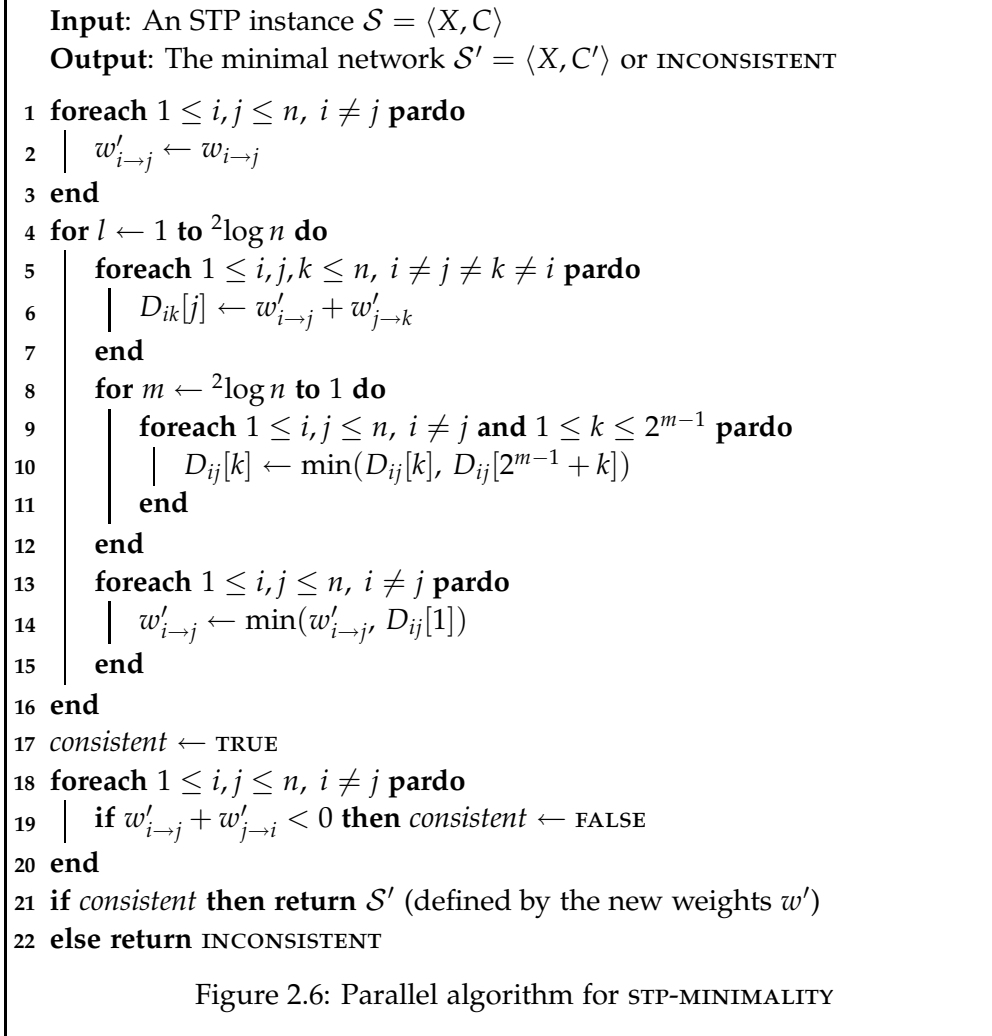 Input: An STP instance 𝒮 = ⟨X, C⟩
Output: The minimal network 𝒮′ = ⟨X, C′⟩ or INCONSISTENT
1 foreach 1 ≤ i, j ≤ n, i ≠ j pardo
2 w′ᵢ→ⱼ ← wᵢ→ⱼ
3 end
4 for l ← 1 to ²log n do
5 foreach 1 ≤ i, j, k ≤ n, i ≠ j ≠ k ≠ i pardo
6 Dᵢₖ[j] ← w′ᵢ→ⱼ + w′ⱼ→ₖ
7 end
8 for m ← ²log n to 1 do
9 foreach 1 ≤ i, j ≤ n, i ≠ j and 1 ≤ k ≤ 2ᵐ⁻¹ pardo
10 Dᵢⱼ[k] ← min(Dᵢⱼ[k], Dᵢⱼ[2ᵐ⁻¹ + k])
11 end
12 end
13 foreach 1 ≤ i, j ≤ n, i ≠ j pardo
14 w′ᵢ→ⱼ ← min(w′ᵢ→ⱼ, Dᵢⱼ[1])
15 end
16 end
17 consistent ← TRUE
18 foreach 1 ≤ i, j ≤ n, i ≠ j pardo
19 if w′ᵢ→ⱼ + w′ⱼ→ᵢ < 0 then consistent ← FALSE
20 end
21 if consistent then return 𝒮′ (defined by the new weights w′)
22 else return INCONSISTENT
Figure 2.6: Parallel algorithm for STP-MINIMALITY